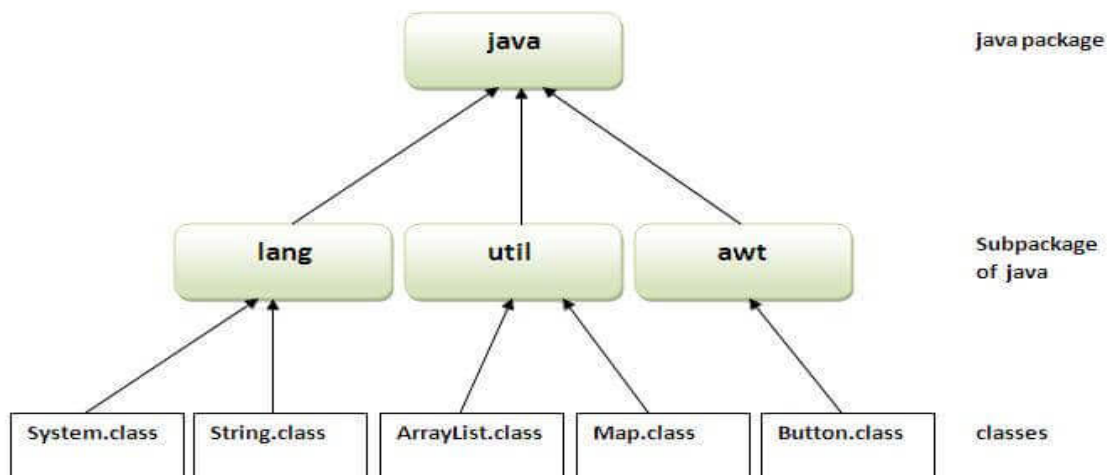 java
java package
lang
util
awt
Subpackage
of java
System.class
String.class
ArrayList.class
Map.class
Button.class
classes